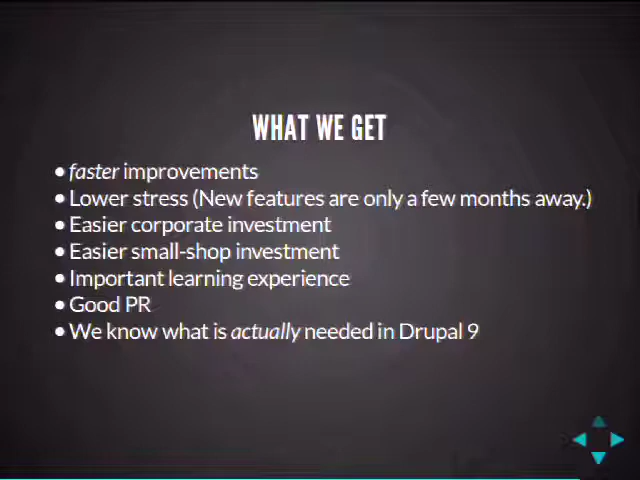 WHAT WE GET
• faster improvements
• Lower stress (New features are only a few months away.)
• Easier corporate investment
• Easier small-shop investment
• Important learning experience
• Good PR
• We know what is actually needed in Drupal 9